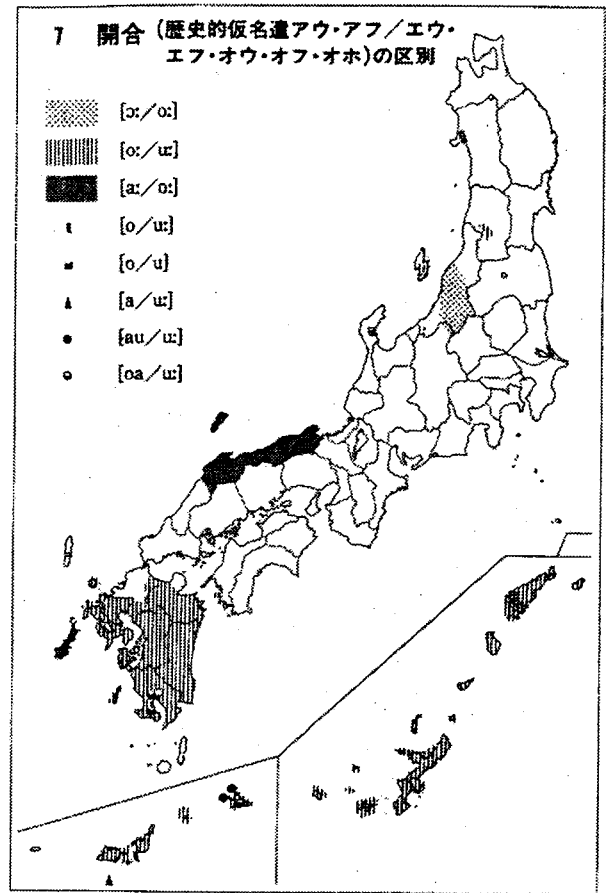 7 開合 (歴史的仮名遣アウ・アフ/エウ・
エフ・オウ・オフ・オホ)の区別
[ɔː/oː]
[oː/uː]
[aː/oː]
[o/uː]
[o/u]
[a/uː]
[au/uː]
[oa/uː]